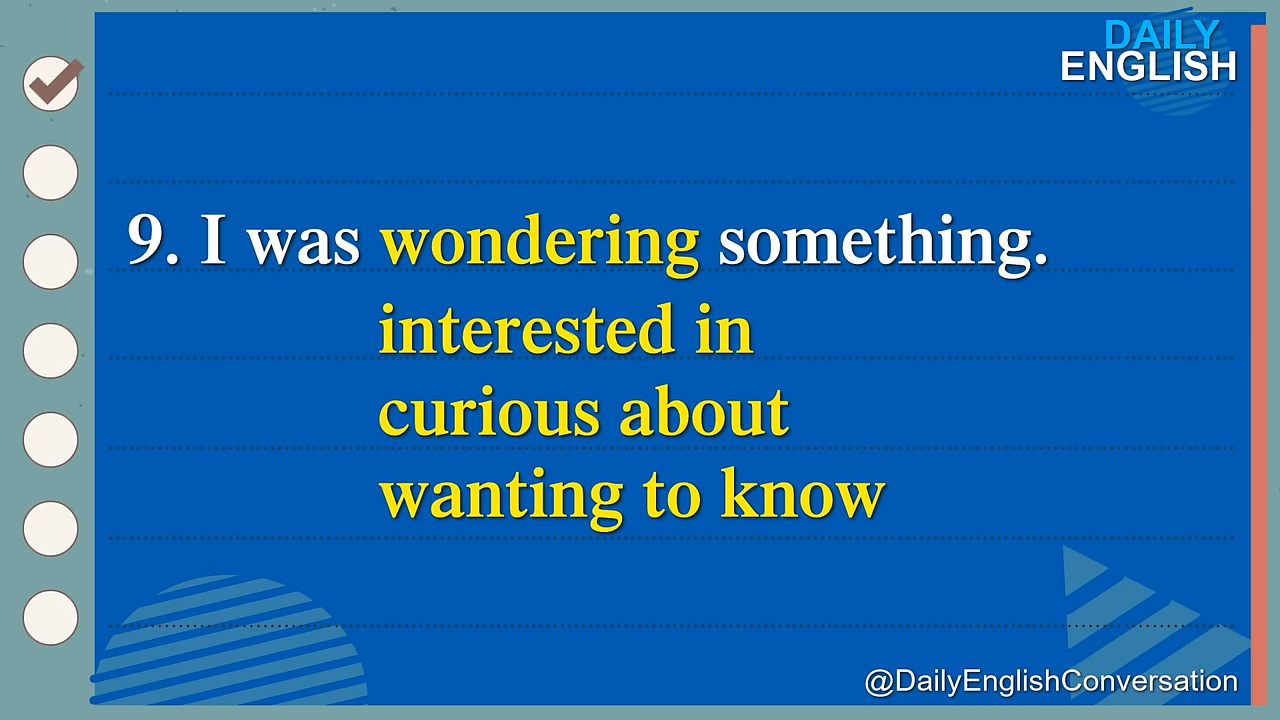 DAILY
ENGLISH
9. I was wondering something.
interested in
curious about
wanting to know
@DailyEnglishConversation